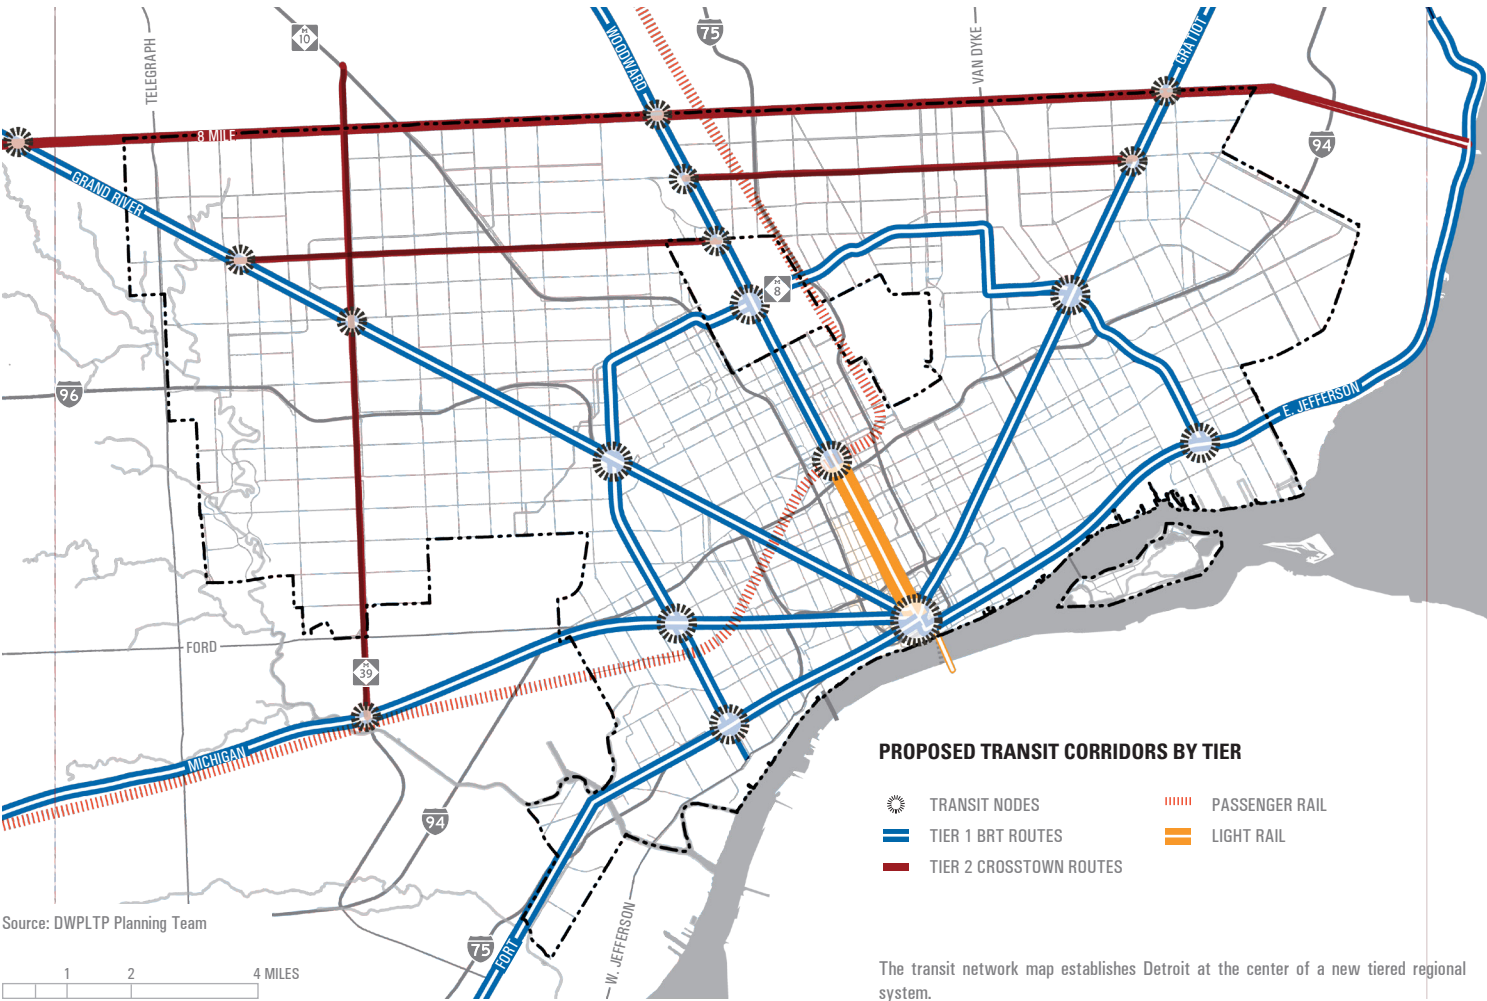 M
10
TELEGRAPH
WOODWARD
75
VAN DYKE
GRATIOT
8 MILE
94
GRAND RIVER
M
8
96
E. JEFFERSON
FORD
M
39
MICHIGAN
94
75
FORT
W. JEFFERSON
PROPOSED TRANSIT CORRIDORS BY TIER
TRANSIT NODES
TIER 1 BRT ROUTES
TIER 2 CROSSTOWN ROUTES
PASSENGER RAIL
LIGHT RAIL
Source: DWPLTP Planning Team
1 2 4 MILES
The transit network map establishes Detroit at the center of a new tiered regional
system.